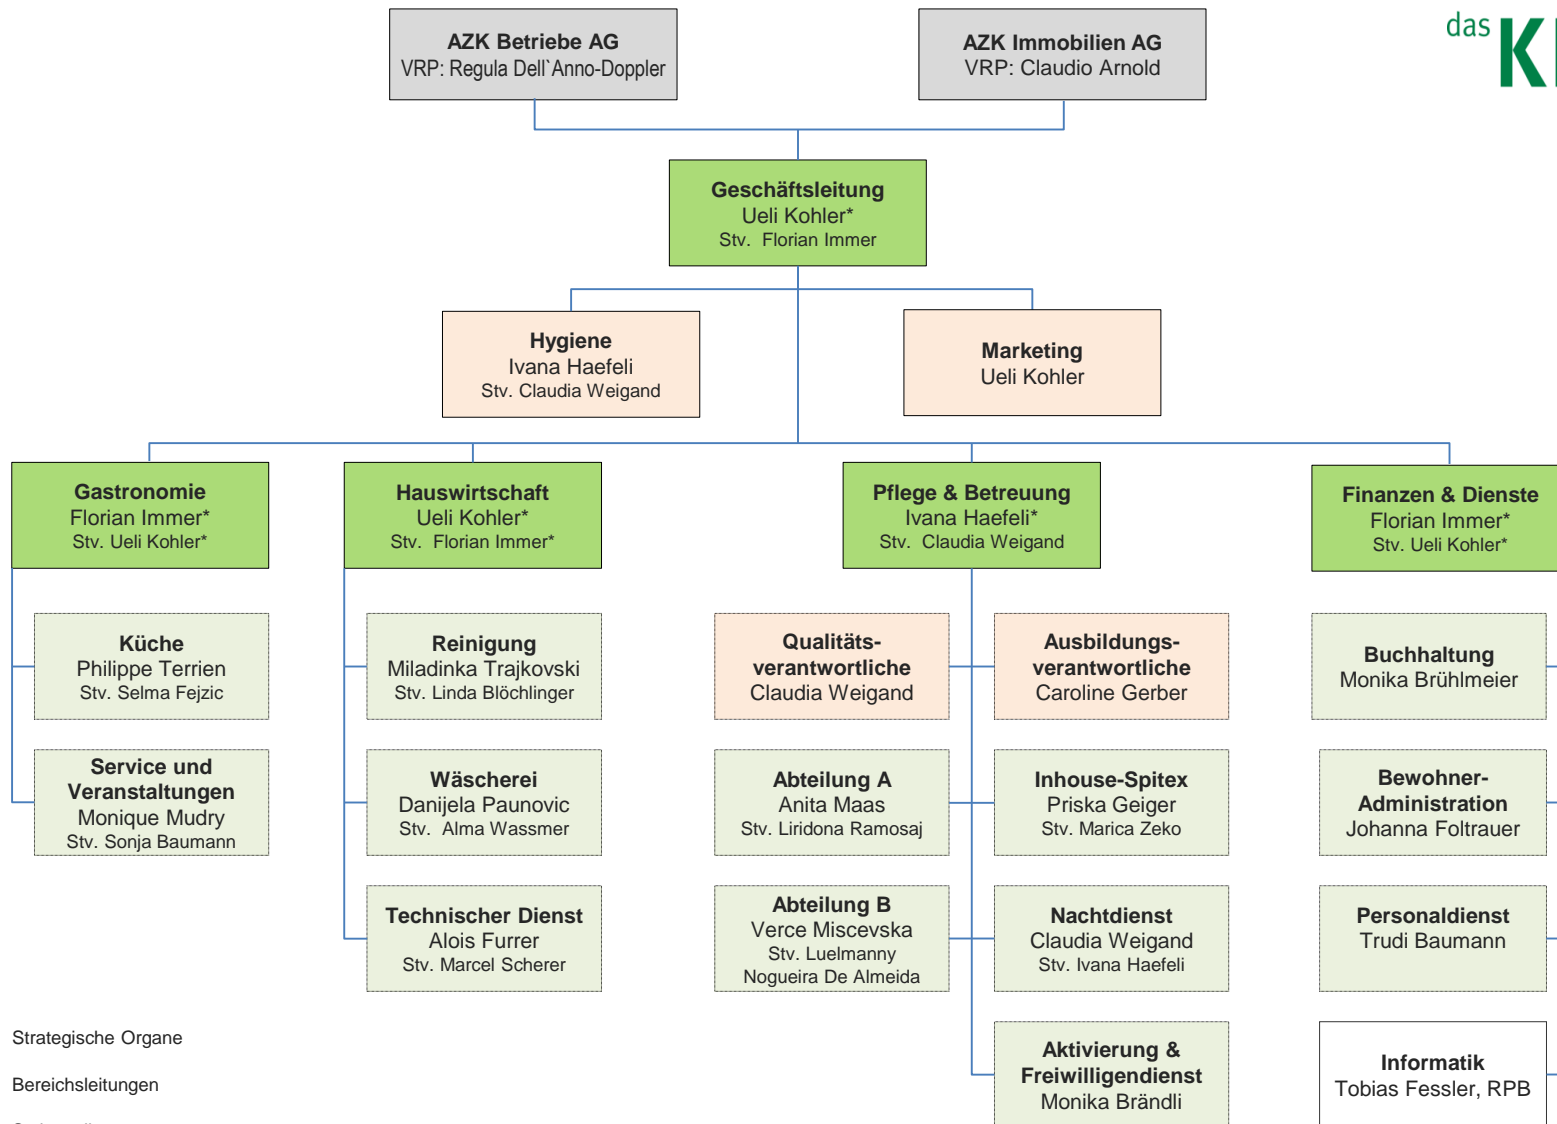 das
AZK Betriebe AG
VRP: Regula Dell`Anno-Doppler
AZK Immobilien AG
VRP: Claudio Arnold
Geschäftsleitung
Ueli Kohler*
Stv. Florian Immer
Hygiene
Ivana Haefeli
Stv. Claudia Weigand
Marketing
Ueli Kohler
Gastronomie
Florian Immer*
Stv. Ueli Kohler*
Hauswirtschaft
Ueli Kohler*
Stv. Florian Immer*
Pflege & Betreuung
Ivana Haefeli*
Stv. Claudia Weigand
Finanzen & Dienste
Florian Immer*
Stv. Ueli Kohler*
Küche
Philippe Terrien
Stv. Selma Fejzic
Reinigung
Miladinka Trajkovski
Stv. Linda Blöchlinger
Qualitäts-
verantwortliche
Claudia Weigand
Ausbildungs-
verantwortliche
Caroline Gerber
Buchhaltung
Monika Brühlmeier
Service und
Veranstaltungen
Monique Mudry
Stv. Sonja Baumann
Wäscherei
Danijela Paunovic
Stv. Alma Wassmer
Abteilung A
Anita Maas
Stv. Liridona Ramosaj
Inhouse-Spitex
Priska Geiger
Stv. Marica Zeko
Bewohner-
Administration
Johanna Foltrauer
Technischer Dienst
Alois Furrer
Stv. Marcel Scherer
Abteilung B
Verce Miscevska
Stv. Luelmanny
Nogueira De Almeida
Nachtdienst
Claudia Weigand
Stv. Ivana Haefeli
Personaldienst
Trudi Baumann
Aktivierung &
Freiwilligendienst
Monika Brändli
Informatik
Tobias Fessler, RPB
Strategische Organe
Bereichsleitungen